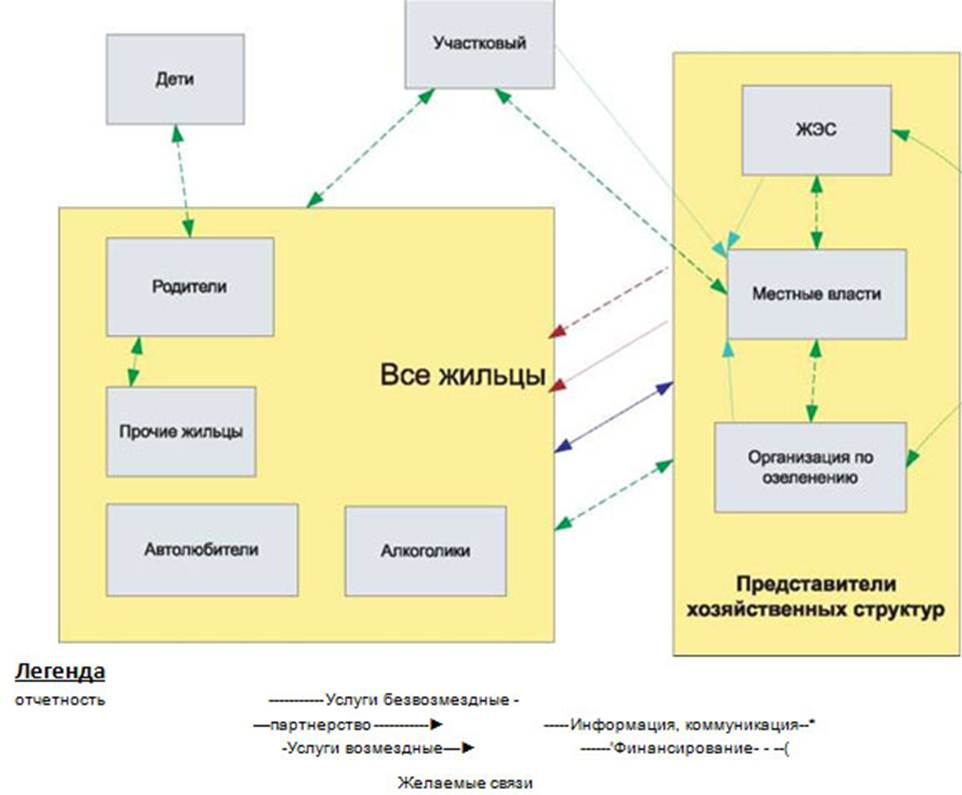 Участковый
Дети
ЖЭС
Родители
Местные власти
Все жильцы
Прочие жильцы
Организация по
озеленению
Автолюбители
Алкоголики
Представители
хозяйственных структур
Легенда
отчетность -----------Услуги безвозмездные -
—партнерство-----------► -----Информация, коммуникация--*
-Услуги возмездные—► ------'Финансирование- - --(
Желаемые связи